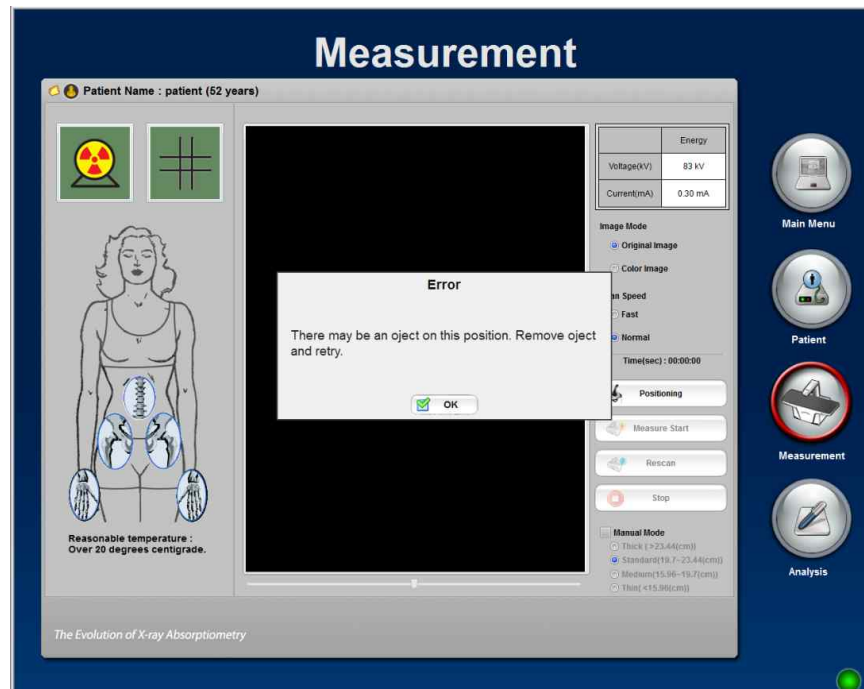 Measurement
Patient Name : patient (52 years)
Energy
Voltage(kV) 83 kV
Current(mA) 0.30 mA
Image Mode
Original Image
Color Image
an Speed
Fast
Normal
Time(sec) : 00:00:00
Positioning
Measure Start
Rescan
Stop
Manual Mode
Thick ( >23.44(cm))
Standard(19.7~23.44(cm))
Medium(15.96~19.7(cm))
Thin( <15.96(cm))
Error
There may be an oject on this position. Remove oject
and retry.
OK
Reasonable temperature :
Over 20 degrees centigrade.
The Evolution of X-ray Absorptiometry
Main Menu
Patient
Measurement
Analysis